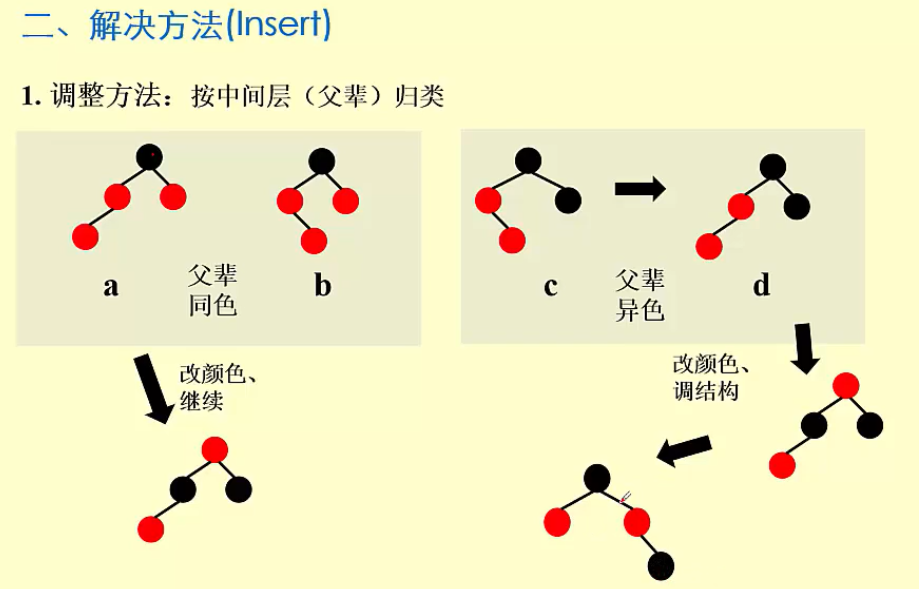 二、解决方法(Insert)
1. 调整方法：按中间层（父辈）归类
a
父辈
同色
b
c
父辈
异色
d
改颜色、
继续
改颜色、
调结构